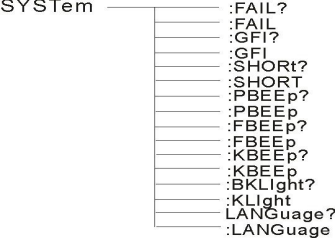 SYSTem
:FAIL?
:FAIL
:GFI?
:GFI
:SHORt?
:SHORT
:PBEEp?
:PBEEp
:FBEEp?
:FBEEp
:KBEEp?
:KBEEp
:BKLIght?
:KLIght
LANGuage?
:LANGuage